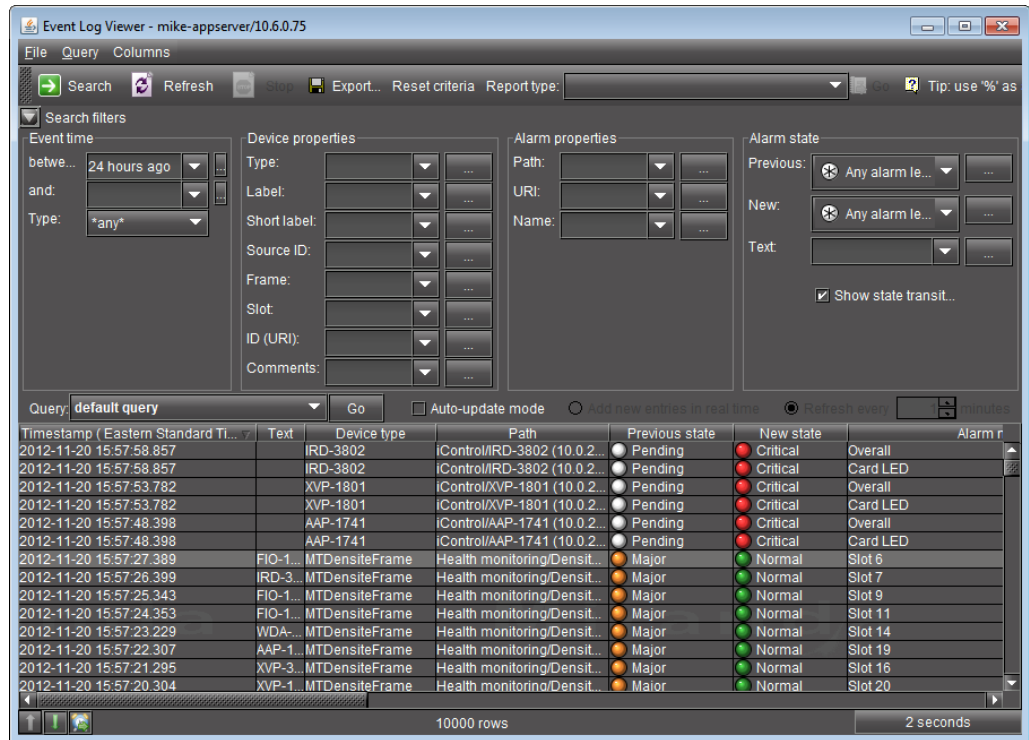 Event Log Viewer - mike-appserver/10.6.0.75
File Query Columns
Search Refresh Stop Export... Reset criteria Report type: Go Tip: use '%' as
Search filters
Event time Device properties Alarm properties Alarm state
betwe... 24 hours ago ... Type: ... Path: ... Previous: Any alarm le... ...
and: ... Label: ... URI: ... New: Any alarm le... ...
Type: *any* Short label: ... Name: ... Text: ...
Source ID: ...
Frame: ... Show state transit...
Slot: ...
ID (URI): ...
Comments: ...
Query: default query Go Auto-update mode Add new entries in real time Refresh every 1 minutes
Timestamp ( Eastern Standard Ti... Text Device type Path Previous state New state Alarm n
2012-11-20 15:57:58.857 IRD-3802 iControl/IRD-3802 (10.0.2... Pending Critical Overall
2012-11-20 15:57:58.857 IRD-3802 iControl/IRD-3802 (10.0.2... Pending Critical Card LED
2012-11-20 15:57:53.782 XVP-1801 iControl/XVP-1801 (10.0.2... Pending Critical Overall
2012-11-20 15:57:53.782 XVP-1801 iControl/XVP-1801 (10.0.2... Pending Critical Card LED
2012-11-20 15:57:48.398 AAP-1741 iControl/AAP-1741 (10.0.2... Pending Critical Overall
2012-11-20 15:57:48.398 AAP-1741 iControl/AAP-1741 (10.0.2... Pending Critical Card LED
2012-11-20 15:57:27.389 FIO-1... MTDensiteFrame Health monitoring/Densit... Major Normal Slot 6
2012-11-20 15:57:26.399 IRD-3... MTDensiteFrame Health monitoring/Densit... Major Normal Slot 7
2012-11-20 15:57:25.343 FIO-1... MTDensiteFrame Health monitoring/Densit... Major Normal Slot 9
2012-11-20 15:57:24.353 FIO-1... MTDensiteFrame Health monitoring/Densit... Major Normal Slot 11
2012-11-20 15:57:23.229 WDA-... MTDensiteFrame Health monitoring/Densit... Major Normal Slot 14
2012-11-20 15:57:22.307 AAP-1... MTDensiteFrame Health monitoring/Densit... Major Normal Slot 19
2012-11-20 15:57:21.295 XVP-3... MTDensiteFrame Health monitoring/Densit... Major Normal Slot 16
2012-11-20 15:57:20.304 XVP-1... MTDensiteFrame Health monitoring/Densit... Major Normal Slot 20
10000 rows 2 seconds